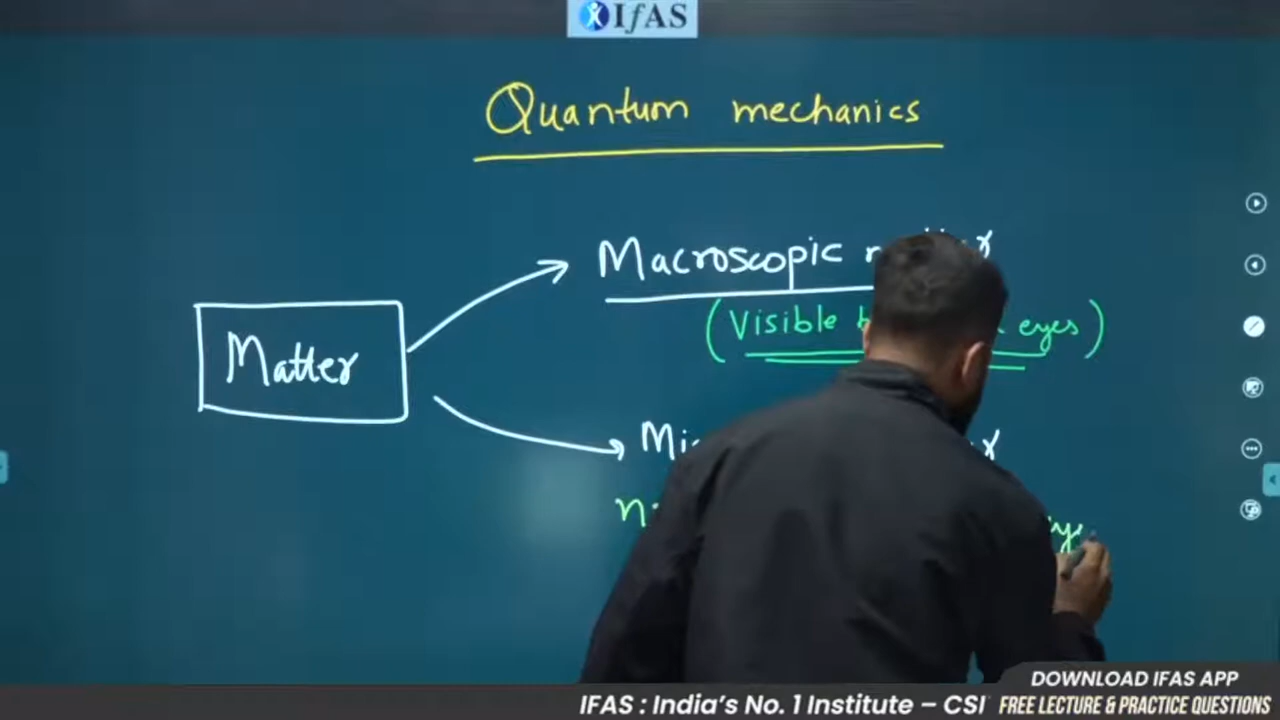 IfAS
Quantum mechanics
Macroscopic
(Visible eyes)
Matter
DOWNLOAD IFAS APP
IFAS : India's No. 1 Institute – CSI
FREE LECTURE & PRACTICE QUESTIONS